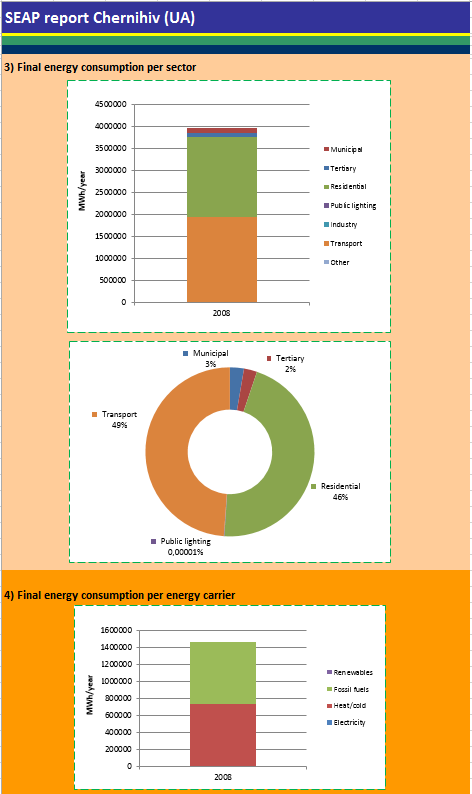 SEAP report Chernihiv (UA)
3) Final energy consumption per sector
4500000
4000000
3500000
3000000
2500000
2000000
1500000
1000000
500000
0
MWh/year
2008
Municipal
Tertiary
Residential
Public lighting
Industry
Transport
Other
Municipal
3%
Tertiary
2%
Transport
49%
Residential
46%
Public lighting
0,00001%
4) Final energy consumption per energy carrier
1600000
1400000
1200000
1000000
800000
600000
400000
200000
0
MWh/year
2008
Renewables
Fossil fuels
Heat/cold
Electricity